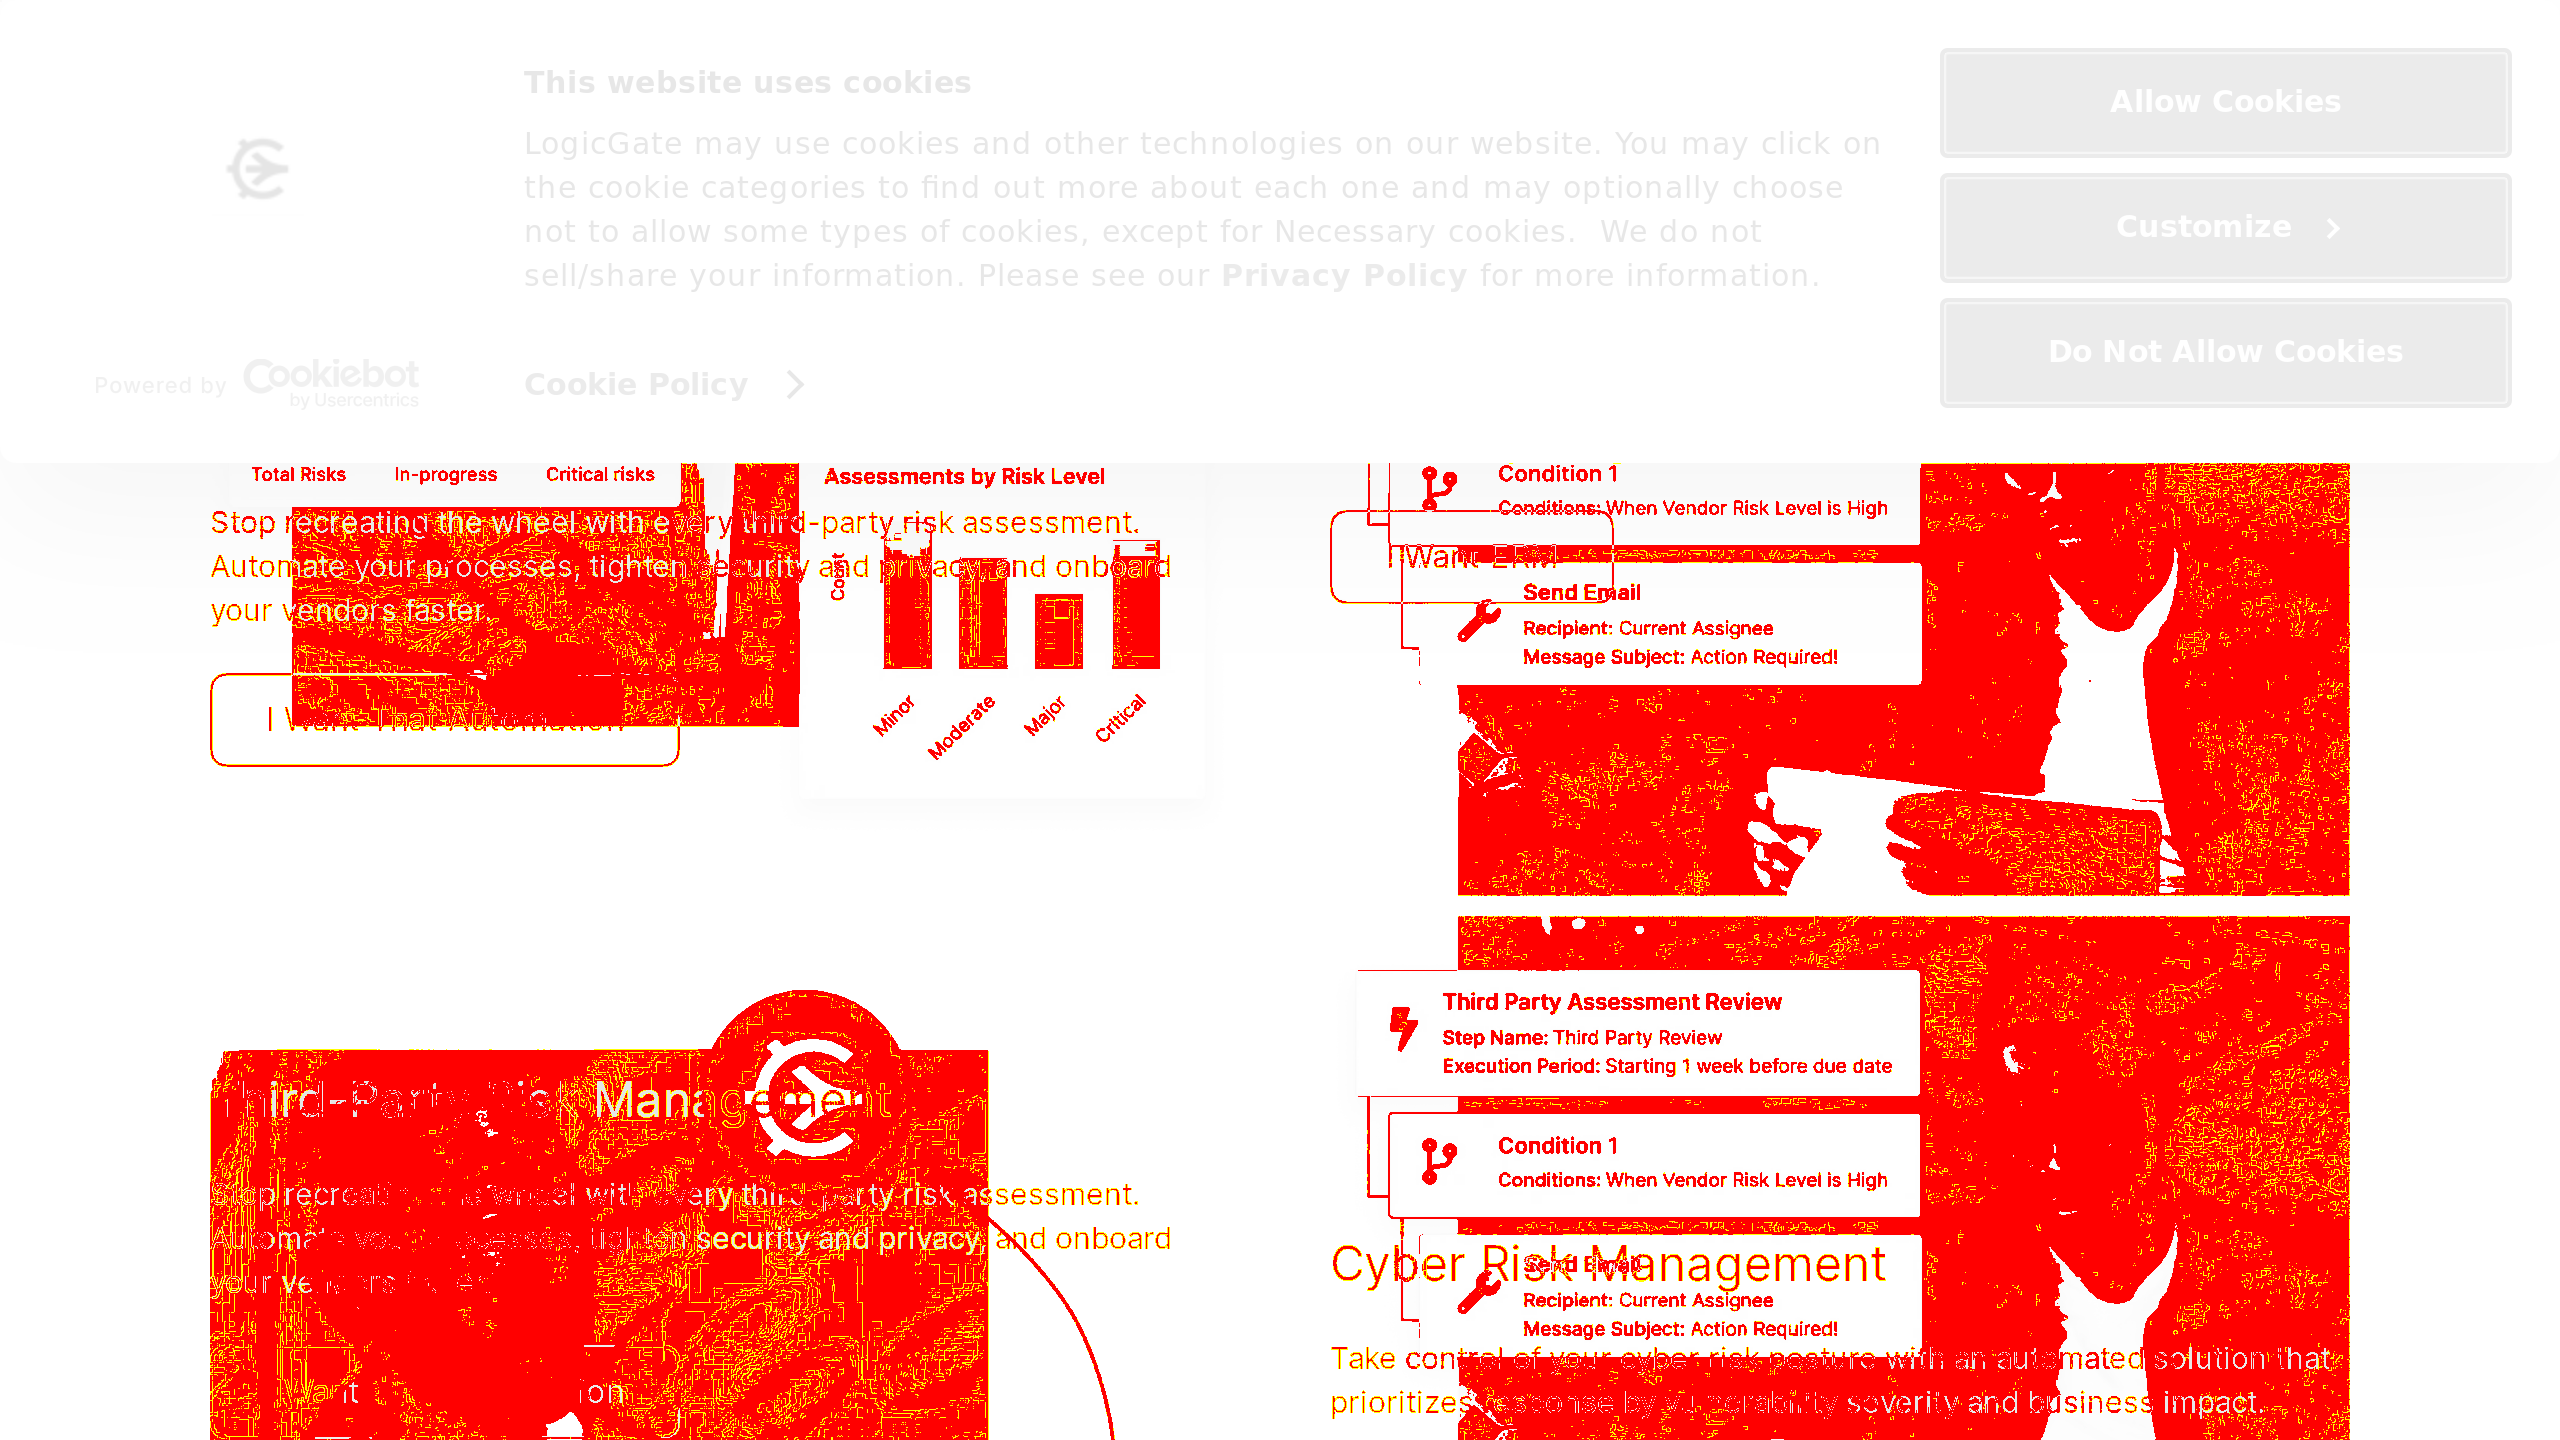 This website uses cookies
LogicGate may use cookies and other technologies on our website. You may click on
the cookie categories to find out more about each one and may optionally choose
not to allow some types of cookies, except for Necessary cookies.  We do not
sell/share your information. Please see our Privacy Policy for more information.
Allow Cookies
Customize
Do Not Allow Cookies
Powered by Cookiebot
by Usercentrics
Cookie Policy
Total Risks
In-progress
Critical risks
Assessments by Risk Level
Count
Minor
Moderate
Major
Critical
Stop recreating the wheel with every third-party risk assessment.
Automate your processes, tighten security and privacy, and onboard
your vendors faster.
I Want That Automation
Condition 1
Conditions: When Vendor Risk Level is High
I Want ERM
Send Email
Recipient: Current Assignee
Message Subject: Action Required!
Third-Party Risk Management
Stop recreating the wheel with every third-party risk assessment.
Automate your processes, tighten security and privacy, and onboard
your vendors
I Want
Third Party Assessment Review
Step Name: Third Party Review
Execution Period: Starting 1 week before due date
Condition 1
Conditions: When Vendor Risk Level is High
Cyber Risk Management
Send Email
Recipient: Current Assignee
Message Subject: Action Required!
Take control of your cyber risk posture with an automated solution that
prioritizes response by vulnerability severity and business impact.